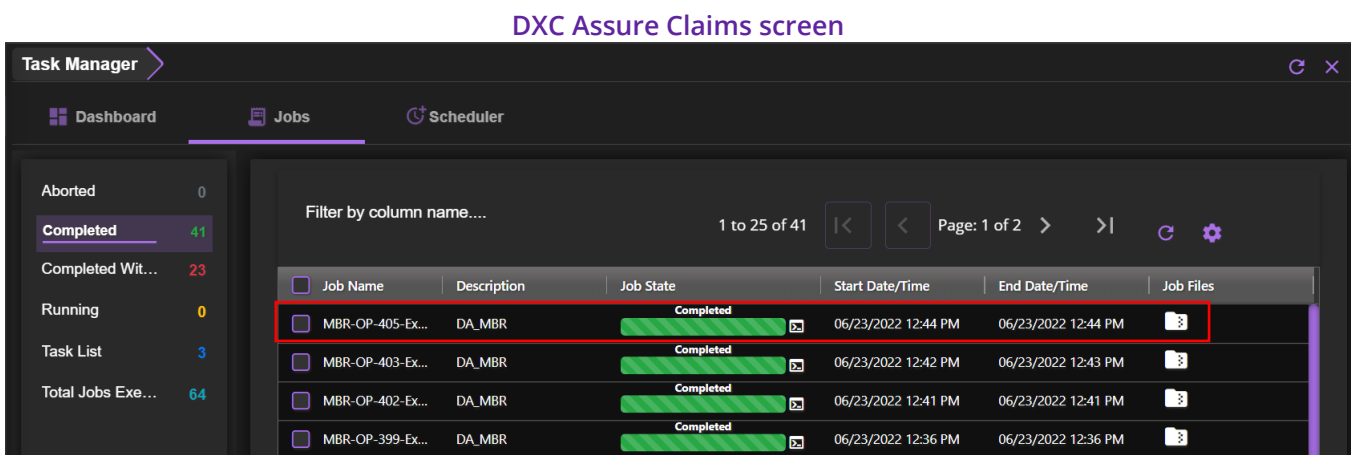 DXC Assure Claims screen
Task Manager
Dashboard Jobs Scheduler
Aborted 0
Completed 41
Completed Wit... 23
Running 0
Task List 3
Total Jobs Exe... 64
Filter by column name.... 1 to 25 of 41 Page: 1 of 2
Job Name Description Job State Start Date/Time End Date/Time Job Files
MBR-OP-405-Ex... DA_MBR Completed 06/23/2022 12:44 PM 06/23/2022 12:44 PM
MBR-OP-403-Ex... DA_MBR Completed 06/23/2022 12:42 PM 06/23/2022 12:43 PM
MBR-OP-402-Ex... DA_MBR Completed 06/23/2022 12:41 PM 06/23/2022 12:41 PM
MBR-OP-399-Ex... DA_MBR Completed 06/23/2022 12:36 PM 06/23/2022 12:36 PM